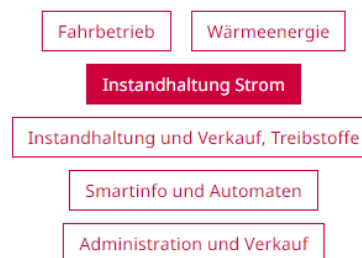 Fahrbetrieb Wärmeenergie
Instandhaltung Strom
Instandhaltung und Verkauf, Treibstoffe
Smartinfo und Automaten
Administration und Verkauf